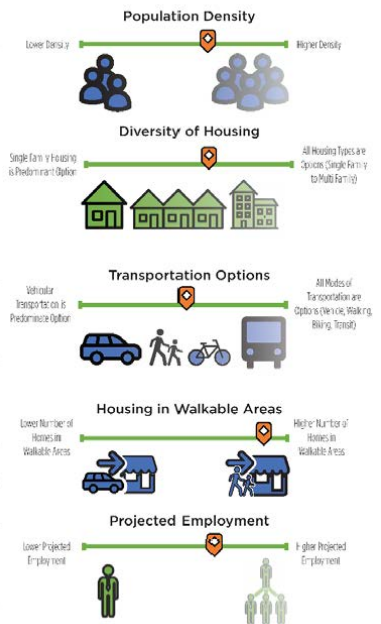 Population Density
Lower Density
Higher Density
Diversity of Housing
Single Family Housing
is Predominant Option
All Housing Types are
Options (Single Family
to Multi Family)
Transportation Options
Vehicular
Transportation is
Predominate Option
All Modes of
Transportation are
Options (Vehicle, Walking,
Biking, Transit)
Housing in Walkable Areas
Lower Number of
Homes in
Walkable Areas
Higher Number of
Homes in
Walkable Areas
Projected Employment
Lower Projected
Employment
Higher Projected
Employment